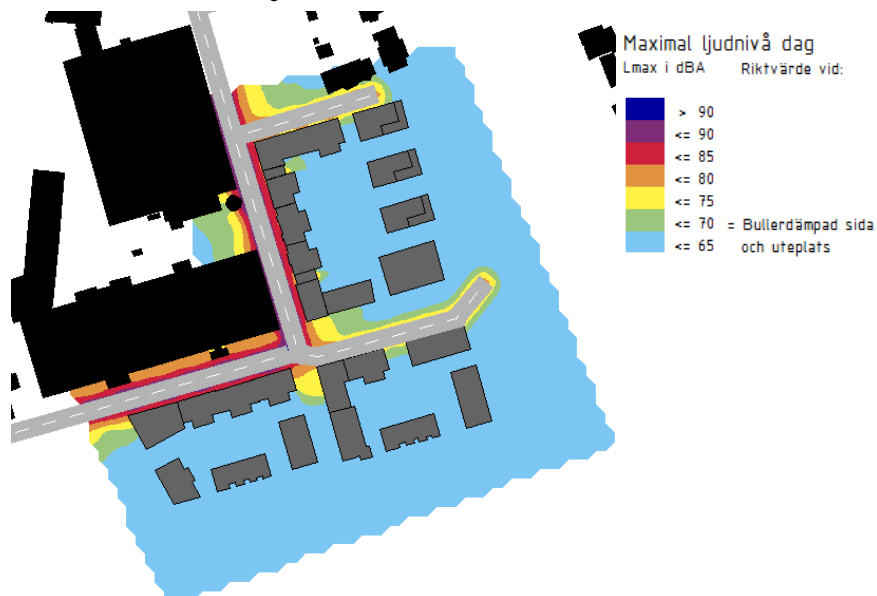 Maximal ljudnivå dag
Lmax i dBA Riktvärde vid:
> 90
<= 90
<= 85
<= 80
<= 75
<= 70 = Bullerdämpad sida
<= 65 och uteplats